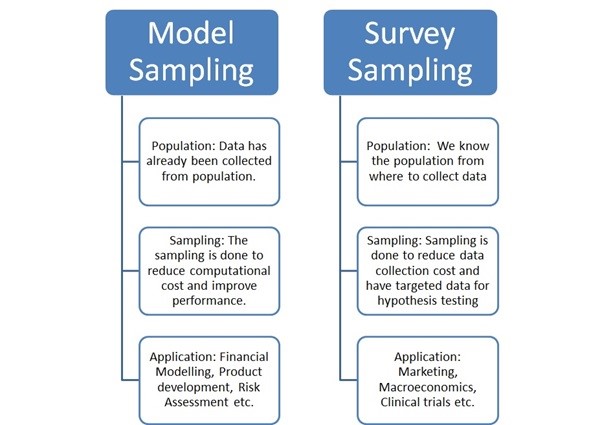 Model
Sampling
Population: Data has
already been collected
from population.
Sampling: The
sampling is done to
reduce computational
cost and improve
performance.
Application: Financial
Modelling, Product
development, Risk
Assessment etc.
Survey
Sampling
Population:  We know
the population from
where to collect data
Sampling: Sampling is
done to reduce data
collection cost and
have targeted data for
hypothesis testing
Application:
Marketing,
Macroeconomics,
Clinical trials etc.